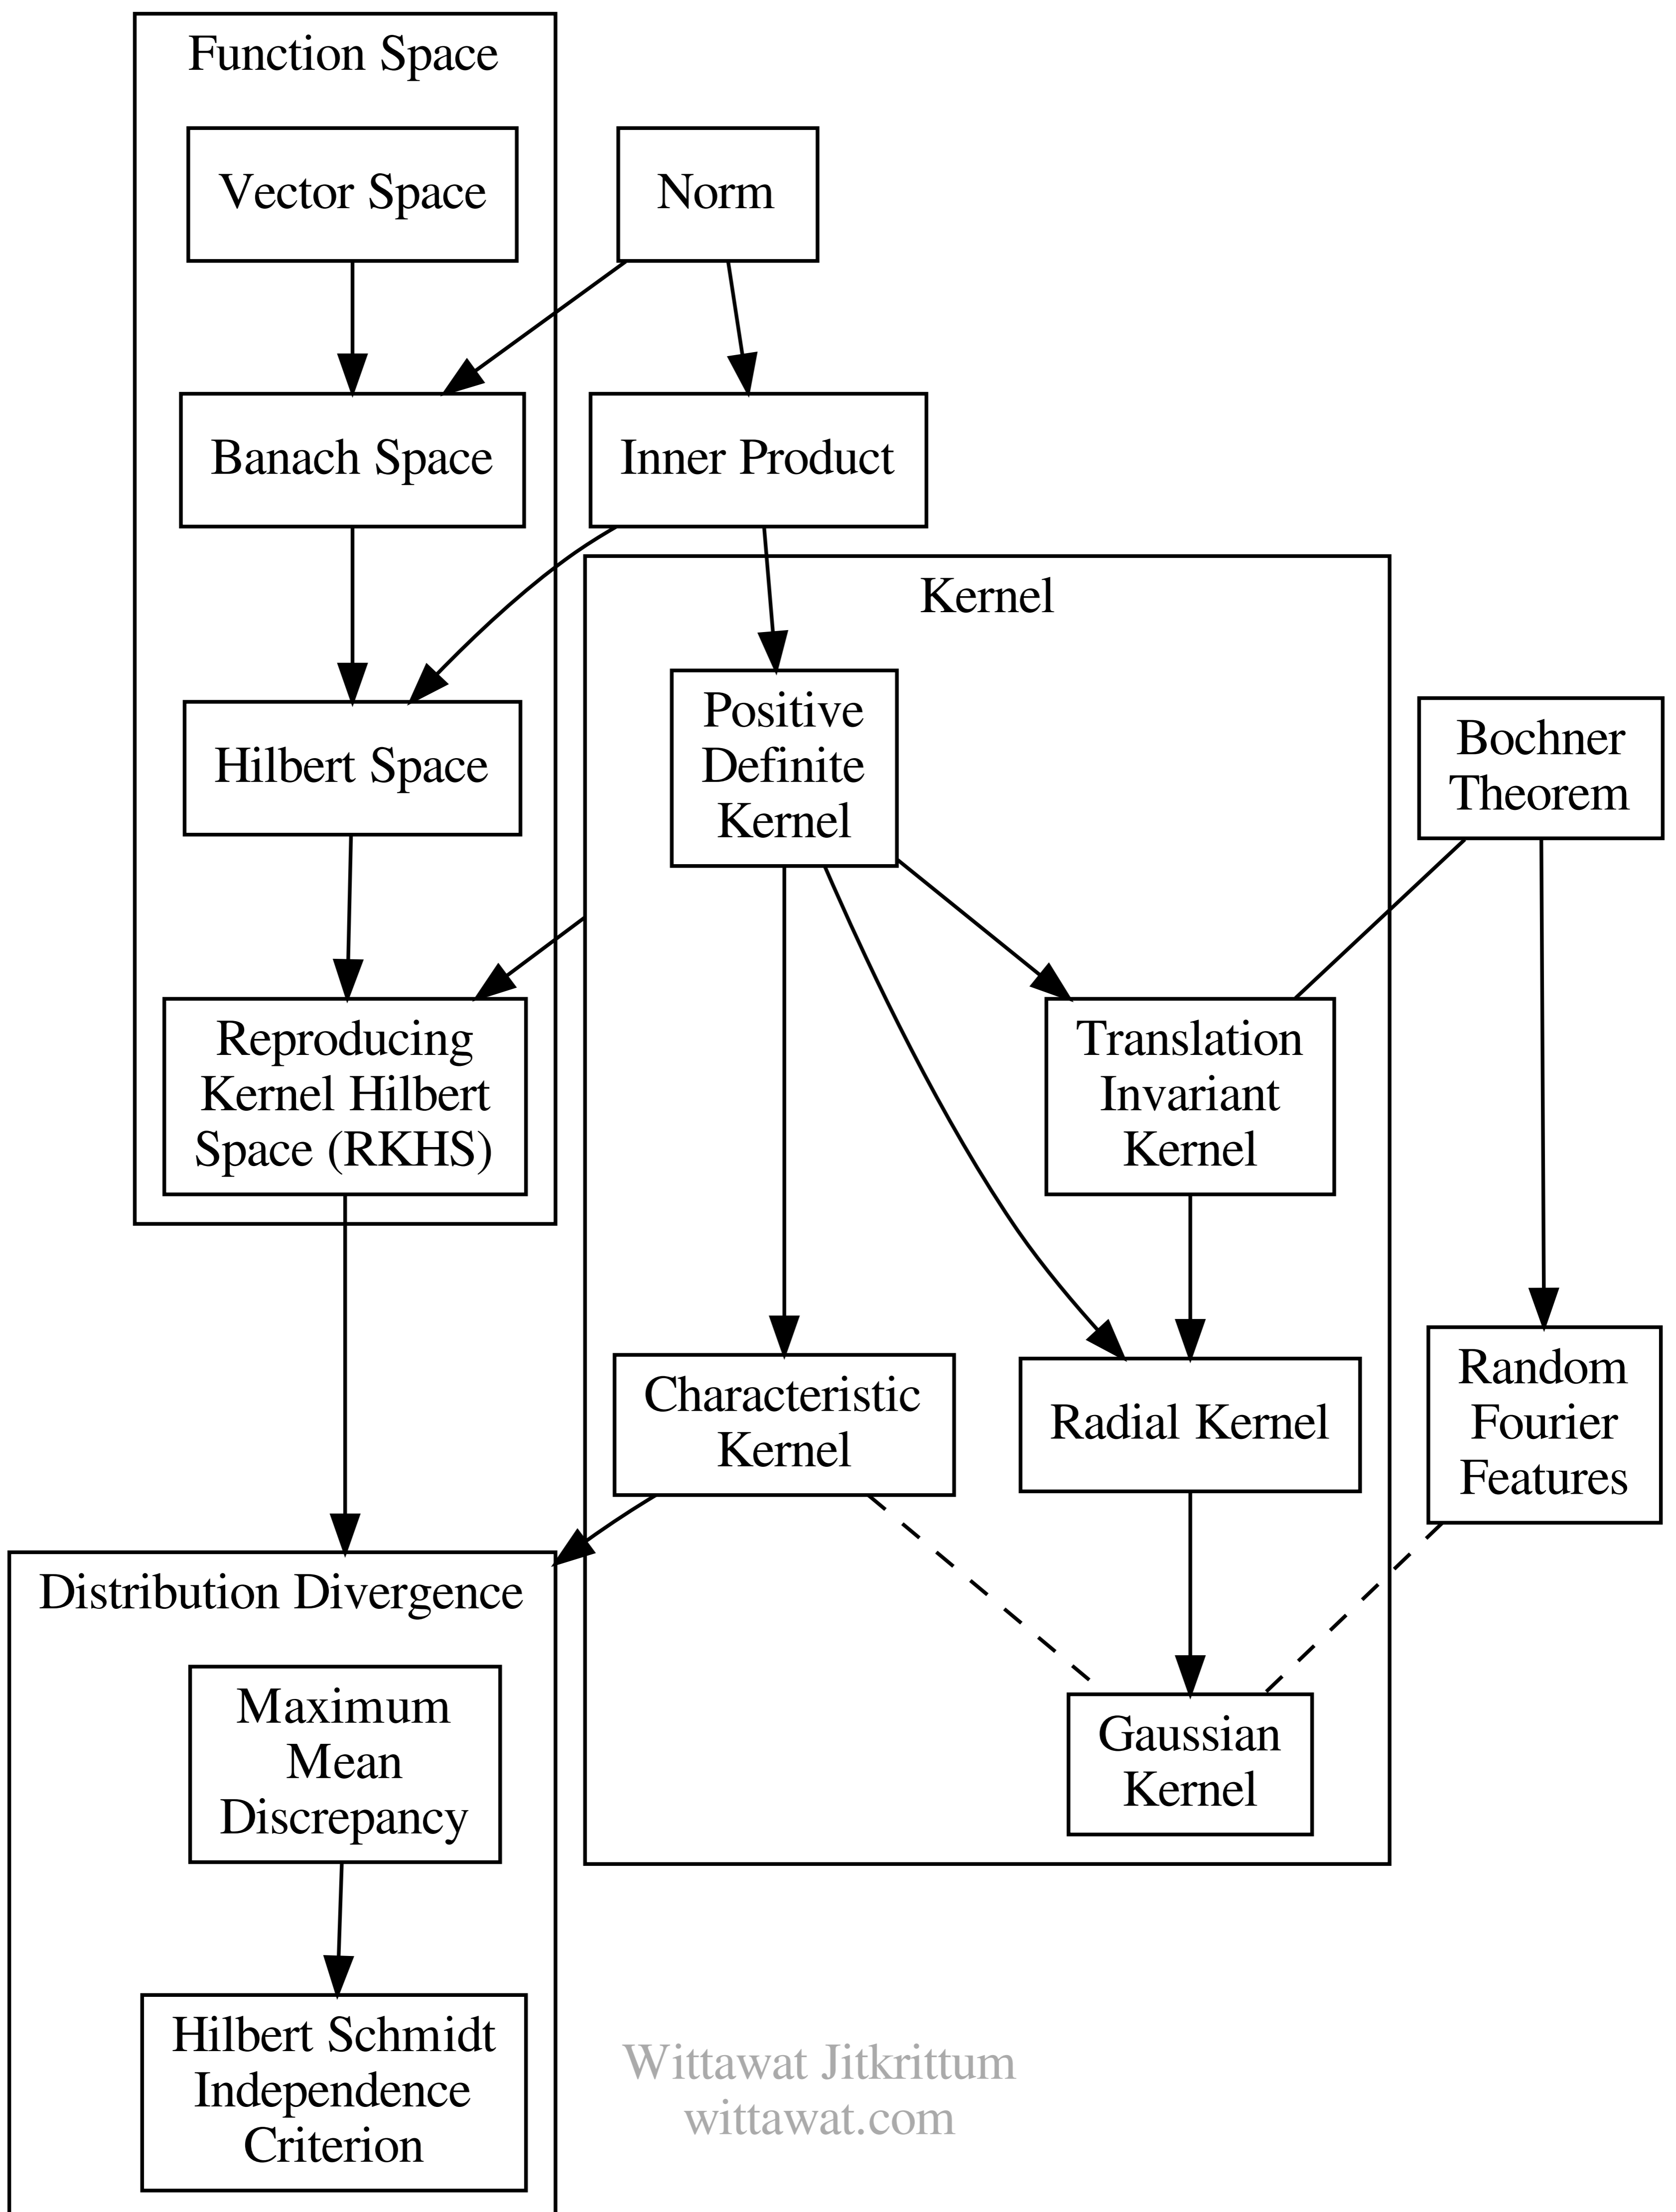 Function Space
Vector Space
Norm
Banach Space
Inner Product
Kernel
Hilbert Space
Positive
Definite
Kernel
Bochner
Theorem
Reproducing
Kernel Hilbert
Space (RKHS)
Translation
Invariant
Kernel
Characteristic
Kernel
Radial Kernel
Random
Fourier
Features
Distribution Divergence
Maximum
Mean
Discrepancy
Gaussian
Kernel
Hilbert Schmidt
Independence
Criterion
Wittawat Jitkrittum
wittawat.com